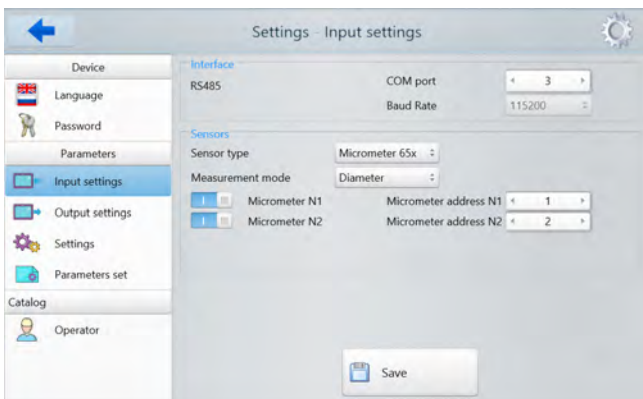 Settings - Input settings
Device
Language
Password
Parameters
Input settings
Output settings
Settings
Parameters set
Catalog
Operator
Interface
RS485
COM port 3
Baud Rate 115200
Sensors
Sensor type Micrometer 65x
Measurement mode Diameter
Micrometer N1 Micrometer address N1 1
Micrometer N2 Micrometer address N2 2
Save